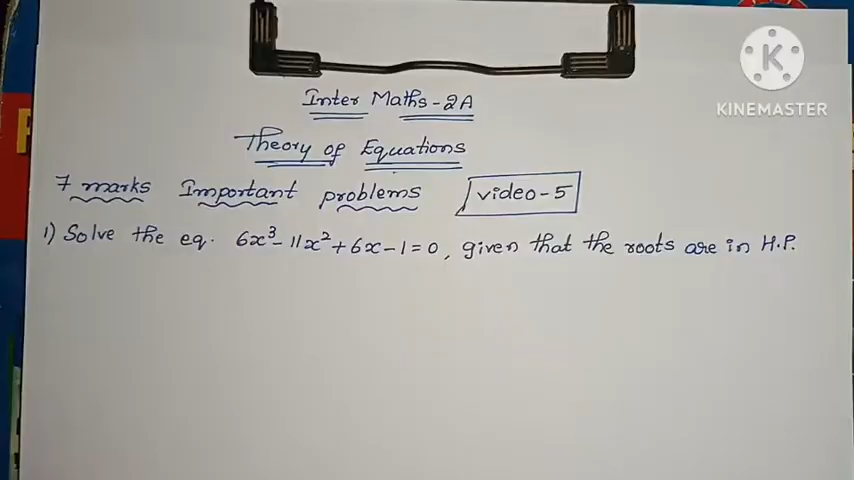 K
KINEMASTER
Inter Maths-2A
Theory of Equations
7 marks Important problems video-5
1) Solve the eq. 6x³-11x²+6x-1=0, given that the roots are in H.P.